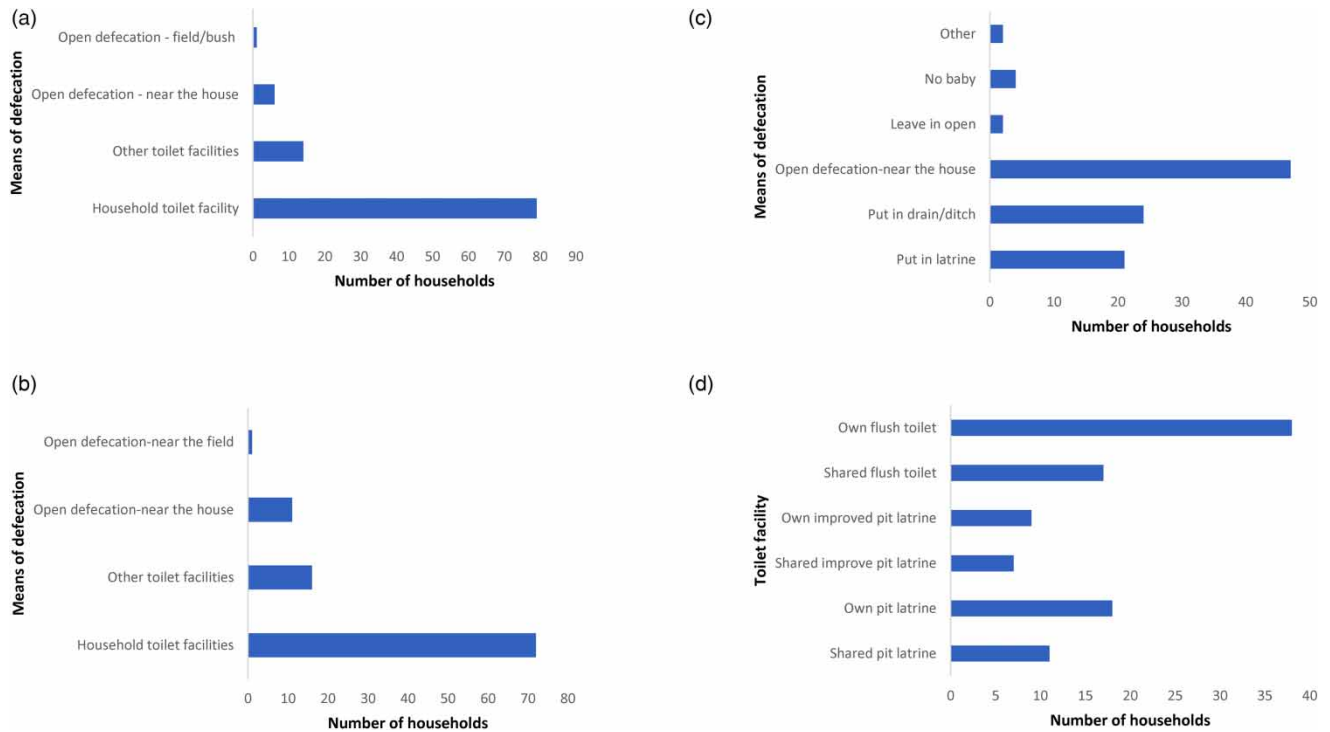 (a)
Means of defecation
Open defecation - field/bush
Open defecation - near the house
Other toilet facilities
Household toilet facility
0 10 20 30 40 50 60 70 80 90
Number of households
(b)
Means of defecation
Open defecation-near the field
Open defecation-near the house
Other toilet facilities
Household toilet facilities
0 10 20 30 40 50 60 70 80
Number of households
(c)
Means of defecation
Other
No baby
Leave in open
Open defecation-near the house
Put in drain/ditch
Put in latrine
0 10 20 30 40 50
Number of households
(d)
Toilet facility
Own flush toilet
Shared flush toilet
Own improved pit latrine
Shared improve pit latrine
Own pit latrine
Shared pit latrine
0 5 10 15 20 25 30 35 40
Number of households